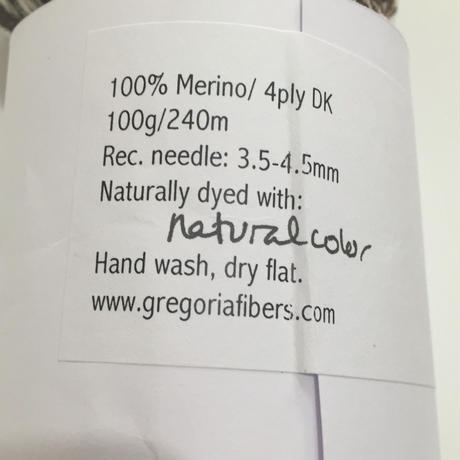 100% Merino/ 4ply DK
100g/240m
Rec. needle: 3.5-4.5mm
Naturally dyed with:
natural color
Hand wash, dry flat.
www.gregoriafibers.com